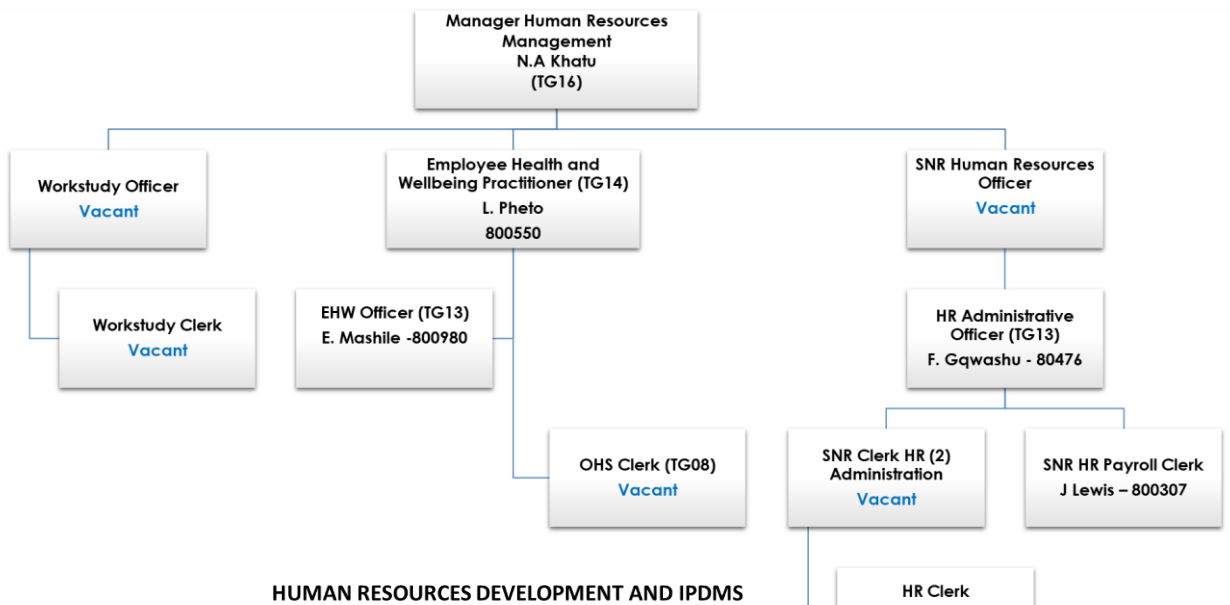 Manager Human Resources
Management
N.A Khatu
(TG16)
Workstudy Officer
Vacant
Employee Health and
Wellbeing Practitioner (TG14)
L. Pheto
800550
SNR Human Resources
Officer
Vacant
Workstudy Clerk
Vacant
EHW Officer (TG13)
E. Mashile -800980
HR Administrative
Officer (TG13)
F. Gqwashu - 80476
OHS Clerk (TG08)
Vacant
SNR Clerk HR (2)
Administration
Vacant
SNR HR Payroll Clerk
J Lewis – 800307
HUMAN RESOURCES DEVELOPMENT AND IPDMS
HR Clerk